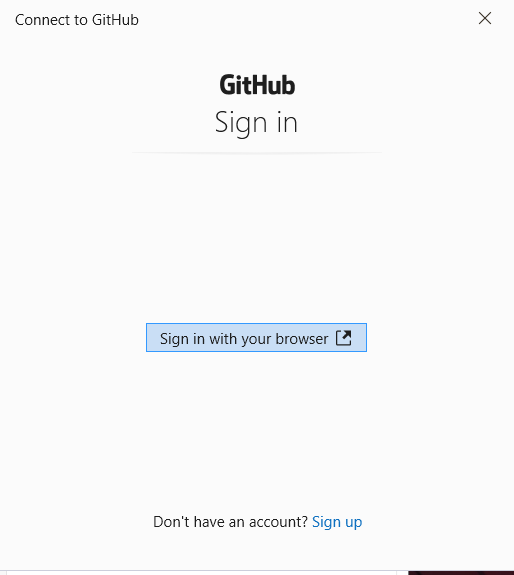 Connect to GitHub
GitHub
Sign in
Sign in with your browser
Don't have an account? Sign up